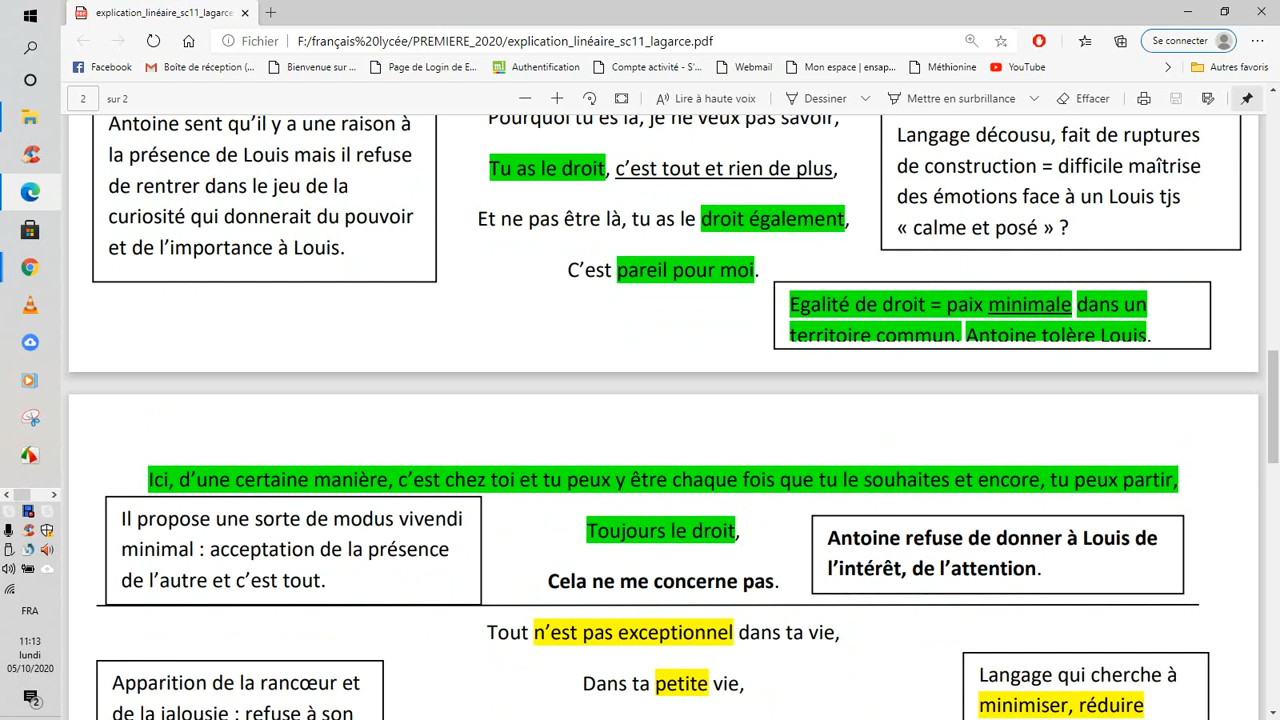 explication_linéaire_sc11_lagarce
Fichier F:/français%20lycée/PREMIERE_2020/explication_linéaire_sc11_lagarce.pdf
Se connecter
Facebook Boîte de réception (... Bienvenue sur ... Page de Login de E... Authentification Compte activité - S'... Webmail Mon espace | ensap... Méthionine YouTube Autres favoris
2 sur 2 Lire à haute voix Dessiner Mettre en surbrillance Effacer
Antoine sent qu'il y a une raison à
la présence de Louis mais il refuse
de rentrer dans le jeu de la
curiosité qui donnerait du pouvoir
et de l'importance à Louis.
Pourquoi tu es là, je ne veux pas savoir,
Tu as le droit, c'est tout et rien de plus,
Et ne pas être là, tu as le droit également,
C'est pareil pour moi.
Langage décousu, fait de ruptures
de construction = difficile maîtrise
des émotions face à un Louis tjs
« calme et posé » ?
Egalité de droit = paix minimale dans un
territoire commun. Antoine tolère Louis.
Ici, d'une certaine manière, c'est chez toi et tu peux y être chaque fois que tu le souhaites et encore, tu peux partir,
Il propose une sorte de modus vivendi
minimal : acceptation de la présence
de l'autre et c'est tout.
Toujours le droit,
Cela ne me concerne pas.
Antoine refuse de donner à Louis de
l'intérêt, de l'attention.
Tout n'est pas exceptionnel dans ta vie,
Dans ta petite vie,
Apparition de la rancœur et
de la jalousie : refuse à son
Langage qui cherche à
minimiser, réduire
FRA
11:13
lundi
05/10/2020
2